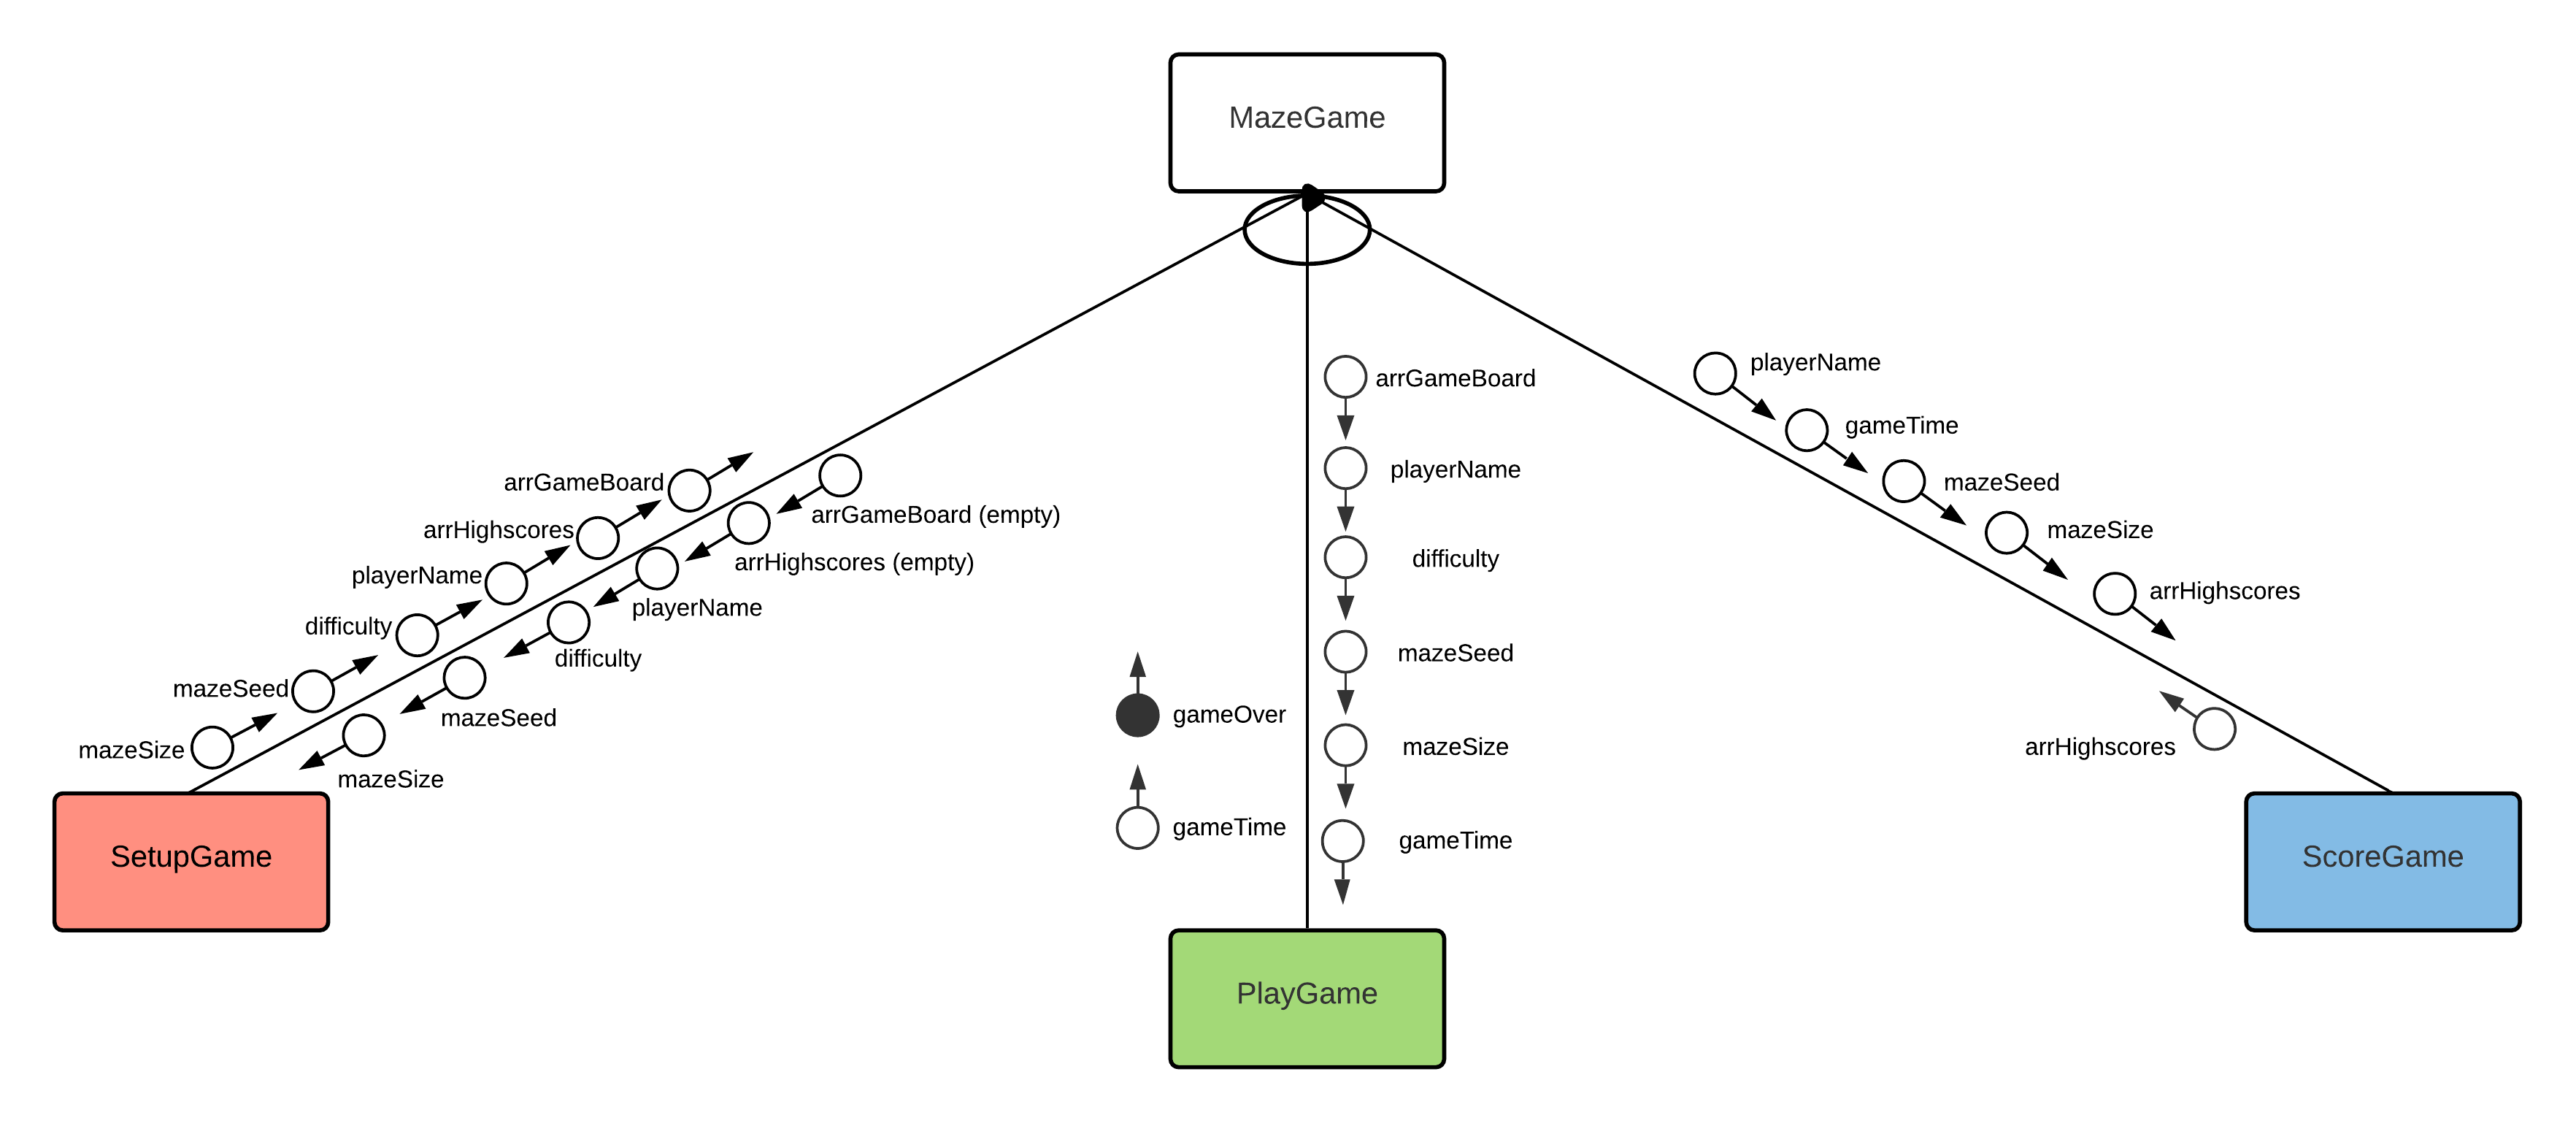 MazeGame
arrGameBoard
arrHighscores
playerName
difficulty
mazeSeed
mazeSize
arrGameBoard (empty)
arrHighscores (empty)
playerName
difficulty
mazeSeed
mazeSize
gameOver
gameTime
arrGameBoard
playerName
difficulty
mazeSeed
mazeSize
gameTime
playerName
gameTime
mazeSeed
mazeSize
arrHighscores
arrHighscores
SetupGame
PlayGame
ScoreGame